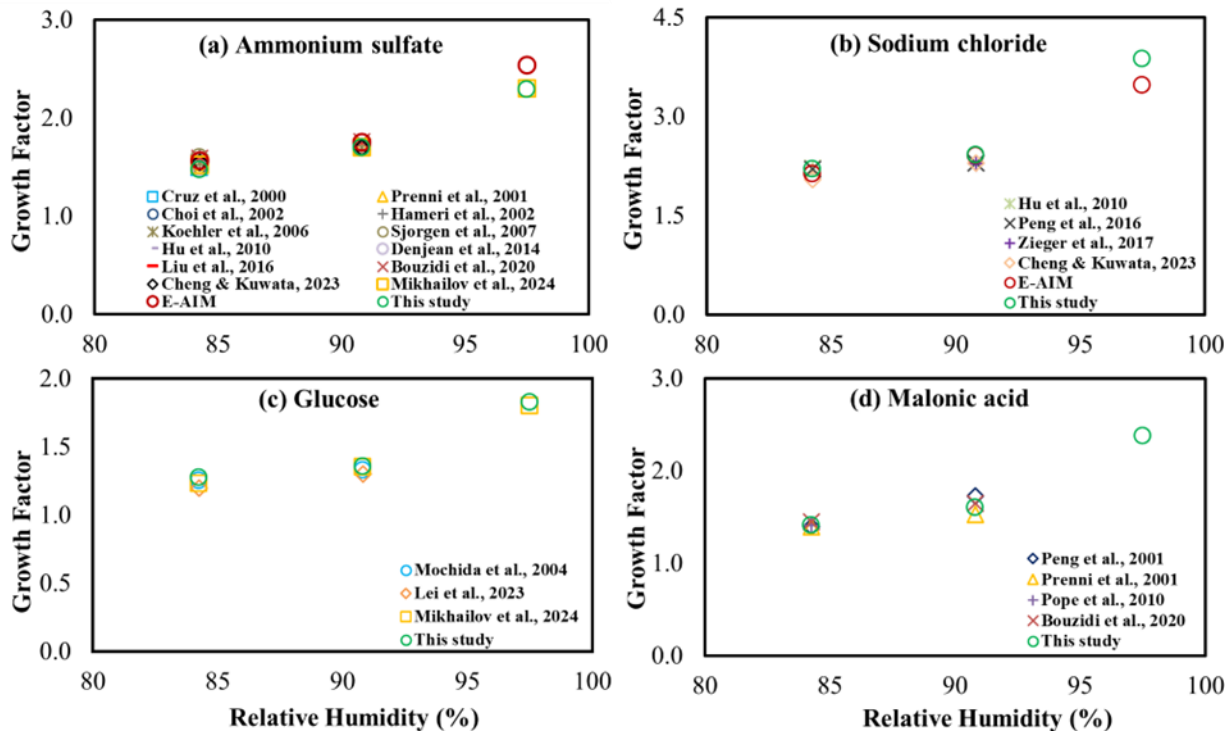 (a) Ammonium sulfate
Growth Factor
3.0
2.0
1.0
0.0
Cruz et al., 2000
Prenni et al., 2001
Choi et al., 2002
Hameri et al., 2002
Koehler et al., 2006
Sjorgen et al., 2007
Hu et al., 2010
Denjean et al., 2014
Liu et al., 2016
Bouzidi et al., 2020
Cheng & Kuwata, 2023
Mikhailov et al., 2024
E-AIM
This study
80 85 90 95 100
(b) Sodium chloride
Growth Factor
4.5
3.0
1.5
0.0
Hu et al., 2010
Peng et al., 2016
Zieger et al., 2017
Cheng & Kuwata, 2023
E-AIM
This study
80 85 90 95 100
(c) Glucose
Growth Factor
2.0
1.5
1.0
0.5
0.0
Mochida et al., 2004
Lei et al., 2023
Mikhailov et al., 2024
This study
80 85 90 95 100
Relative Humidity (%)
(d) Malonic acid
Growth Factor
3.0
2.0
1.0
0.0
Peng et al., 2001
Prenni et al., 2001
Pope et al., 2010
Bouzidi et al., 2020
This study
80 85 90 95 100
Relative Humidity (%)